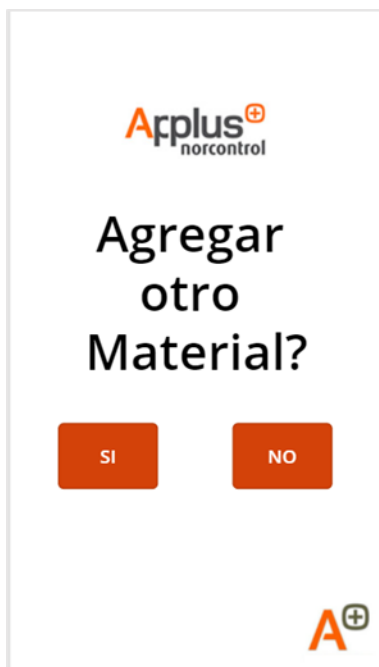 Applus+
norcontrol
Agregar
otro
Material?
SI
NO
A+